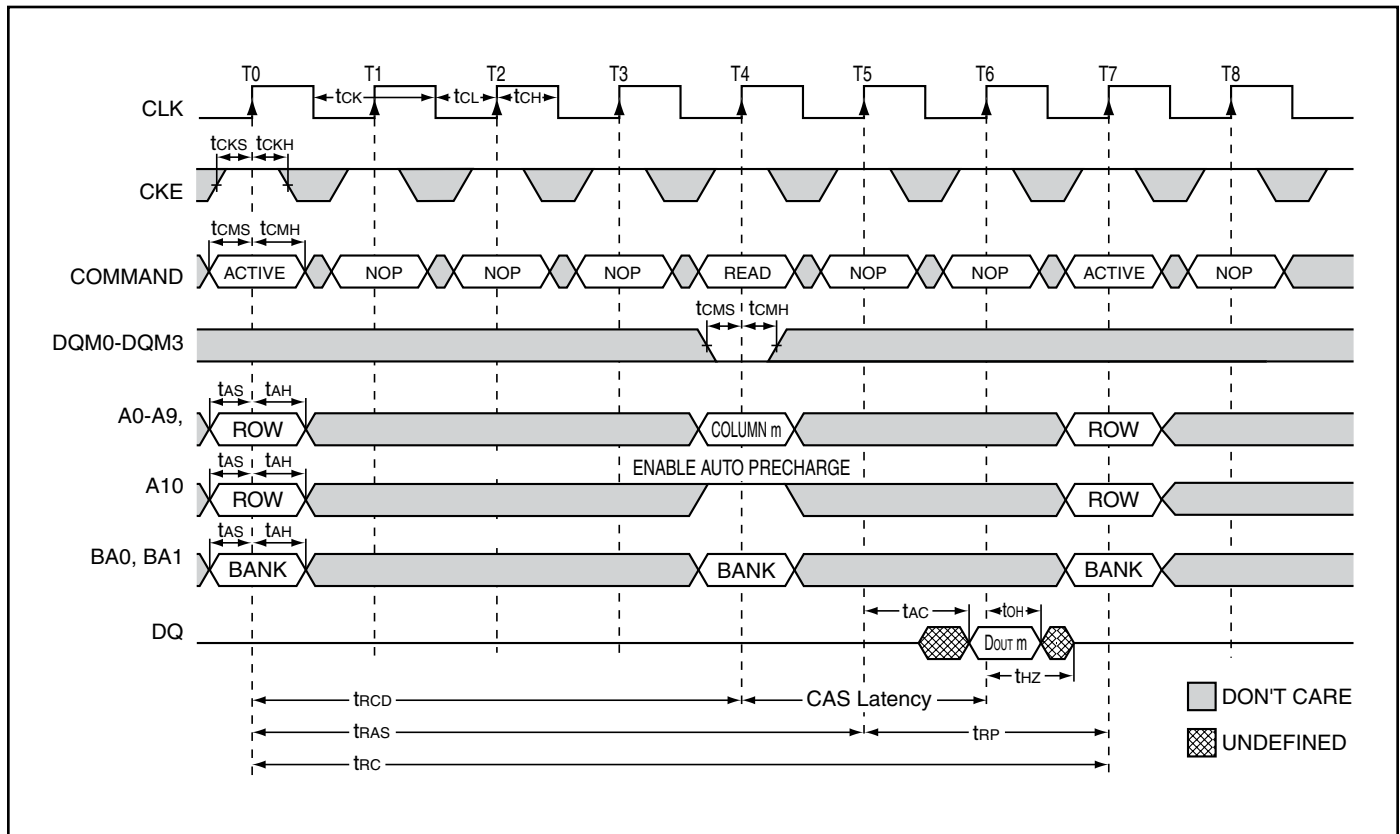 T0 T1 T2 T3 T4 T5 T6 T7 T8
CLK tCK tCL tCH
tCKS tCKH
CKE
tCMS tCMH
COMMAND ACTIVE NOP NOP NOP READ NOP NOP ACTIVE NOP
tCMS tCMH
DQM0-DQM3
tAS tAH
A0-A9, ROW COLUMN m ROW
tAS tAH ENABLE AUTO PRECHARGE
A10 ROW ROW
tAS tAH
BA0, BA1 BANK BANK BANK
tAC tOH
DQ DOUT m
tHZ
tRCD CAS Latency DON'T CARE
tRAS tRP UNDEFINED
tRC